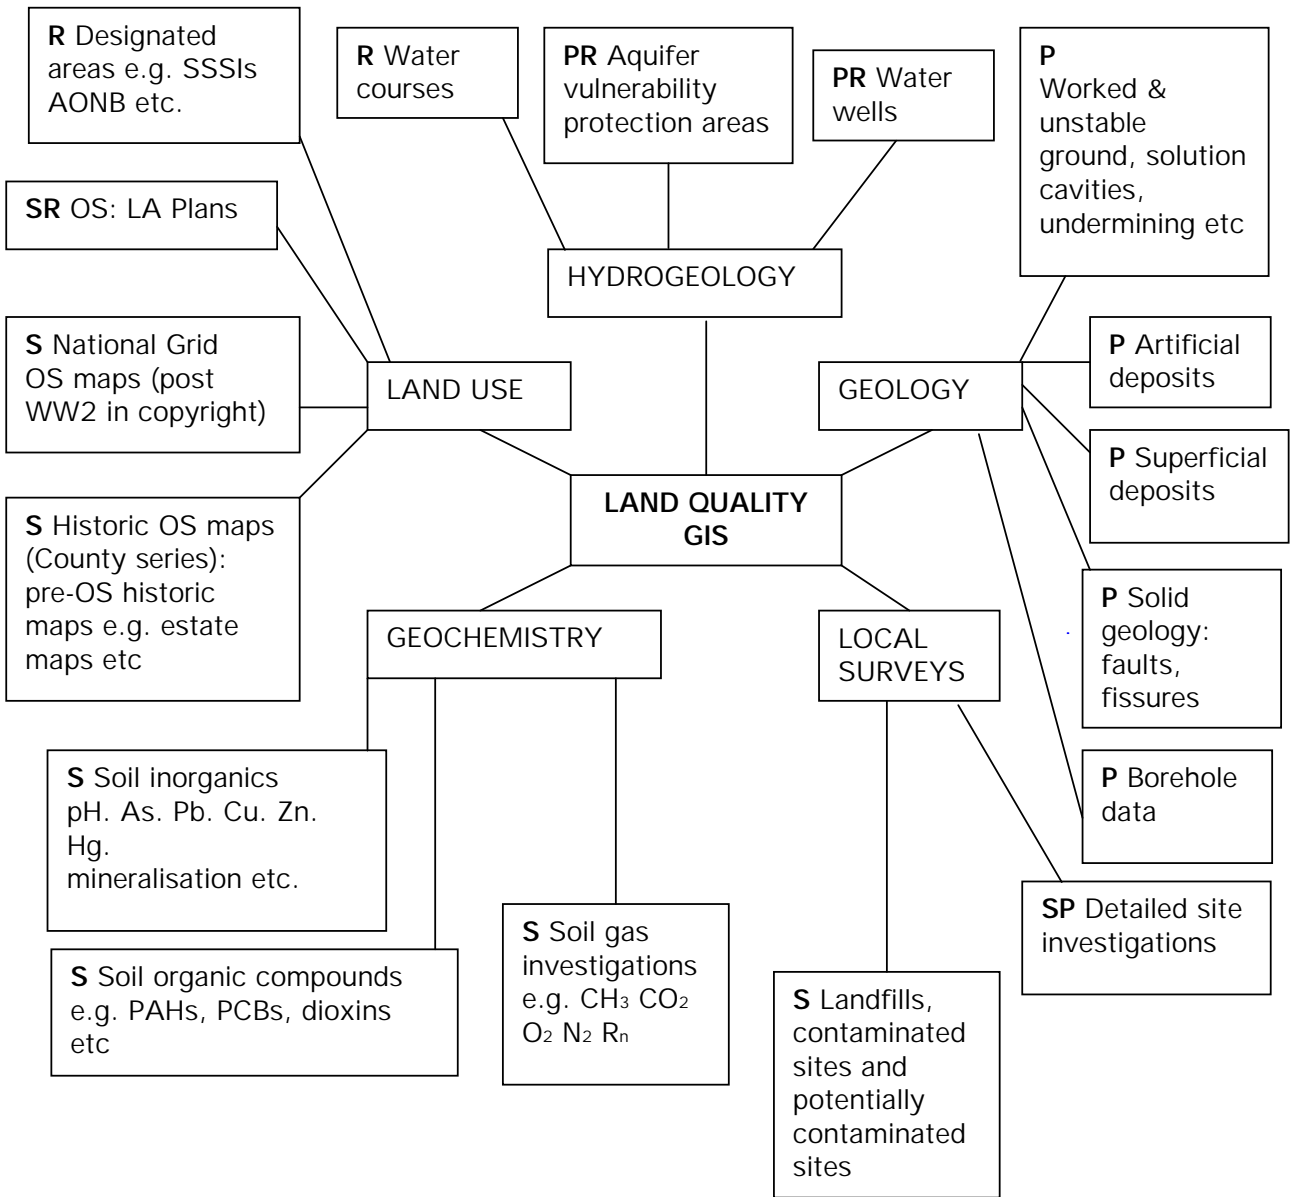 R Designated
areas e.g. SSSIs
AONB etc.
R Water
courses
PR Aquifer
vulnerability
protection areas
PR Water
wells
P
Worked &
unstable
ground, solution
cavities,
undermining etc
SR OS: LA Plans
HYDROGEOLOGY
S National Grid
OS maps (post
WW2 in copyright)
LAND USE
GEOLOGY
P Artificial
deposits
P Superficial
deposits
LAND QUALITY
GIS
S Historic OS maps
(County series):
pre-OS historic
maps e.g. estate
maps etc
GEOCHEMISTRY
LOCAL
SURVEYS
P Solid
geology:
faults,
fissures
S Soil inorganics
pH. As. Pb. Cu. Zn.
Hg.
mineralisation etc.
P Borehole
data
SP Detailed site
investigations
S Soil organic compounds
e.g. PAHs, PCBs, dioxins
etc
S Soil gas
investigations
e.g. CH3 CO2
O2 N2 Rn
S Landfills,
contaminated
sites and
potentially
contaminated
sites